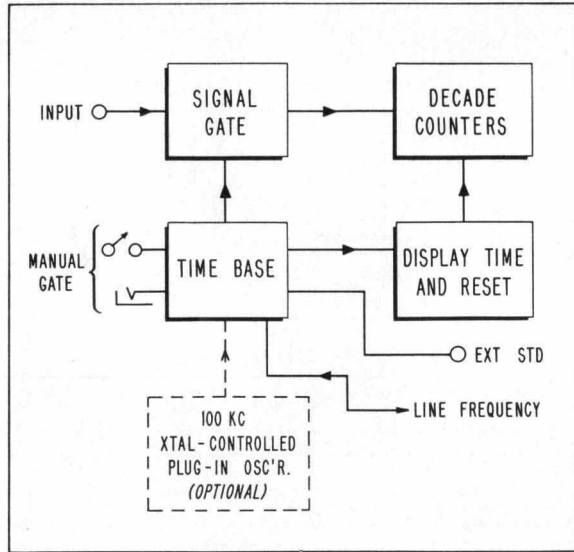 SIGNAL
GATE
DECADE
COUNTERS
INPUT
MANUAL
GATE
TIME BASE
DISPLAY TIME
AND RESET
EXT STD
LINE FREQUENCY
100 KC
XTAL-CONTROLLED
PLUG-IN OSC'R.
(OPTIONAL)